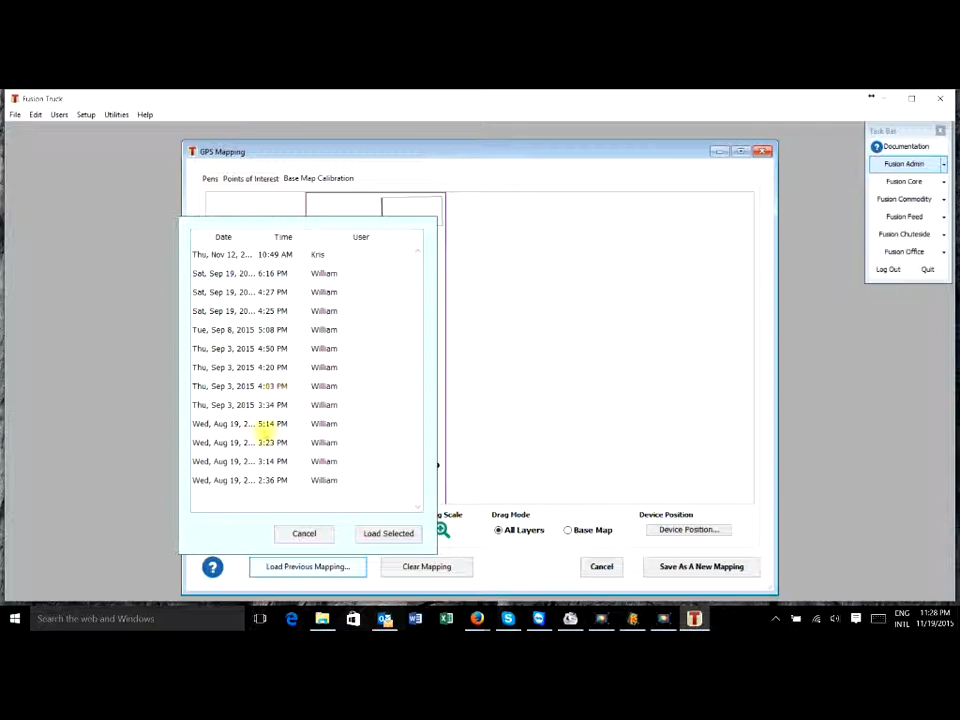 Fusion Truck
File Edit Users Setup Utilities Help
Task Bar
Documentation
Fusion Admin
Fusion Core
Fusion Commodity
Fusion Feed
Fusion Chuteside
Fusion Office
Log Out Quit
GPS Mapping
Pens Points of Interest Base Map Calibration
Date Time User
Thu, Nov 12, 2... 10:49 AM Kris
Sat, Sep 19, 20... 6:16 PM William
Sat, Sep 19, 20... 4:27 PM William
Sat, Sep 19, 20... 4:25 PM William
Tue, Sep 8, 2015 5:08 PM William
Thu, Sep 3, 2015 4:50 PM William
Thu, Sep 3, 2015 4:20 PM William
Thu, Sep 3, 2015 4:03 PM William
Thu, Sep 3, 2015 3:34 PM William
Wed, Aug 19, 2... 5:14 PM William
Wed, Aug 19, 2... 3:23 PM William
Wed, Aug 19, 2... 3:14 PM William
Wed, Aug 19, 2... 2:36 PM William
Cancel Load Selected
Scale Drag Mode Device Position
All Layers Base Map Device Position...
? Load Previous Mapping... Clear Mapping Cancel Save As A New Mapping
Search the web and Windows
ENG 11:28 PM
INTL 11/19/2015